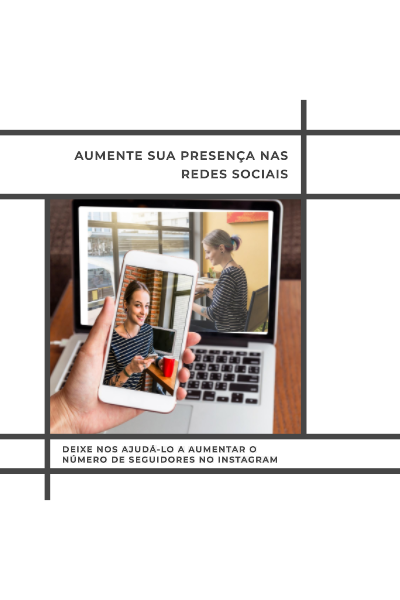 AUMENTE SUA PRESENÇA NAS
REDES SOCIAIS
DEIXE NOS AJUDÁ-LO A AUMENTAR O
NÚMERO DE SEGUIDORES NO INSTAGRAM